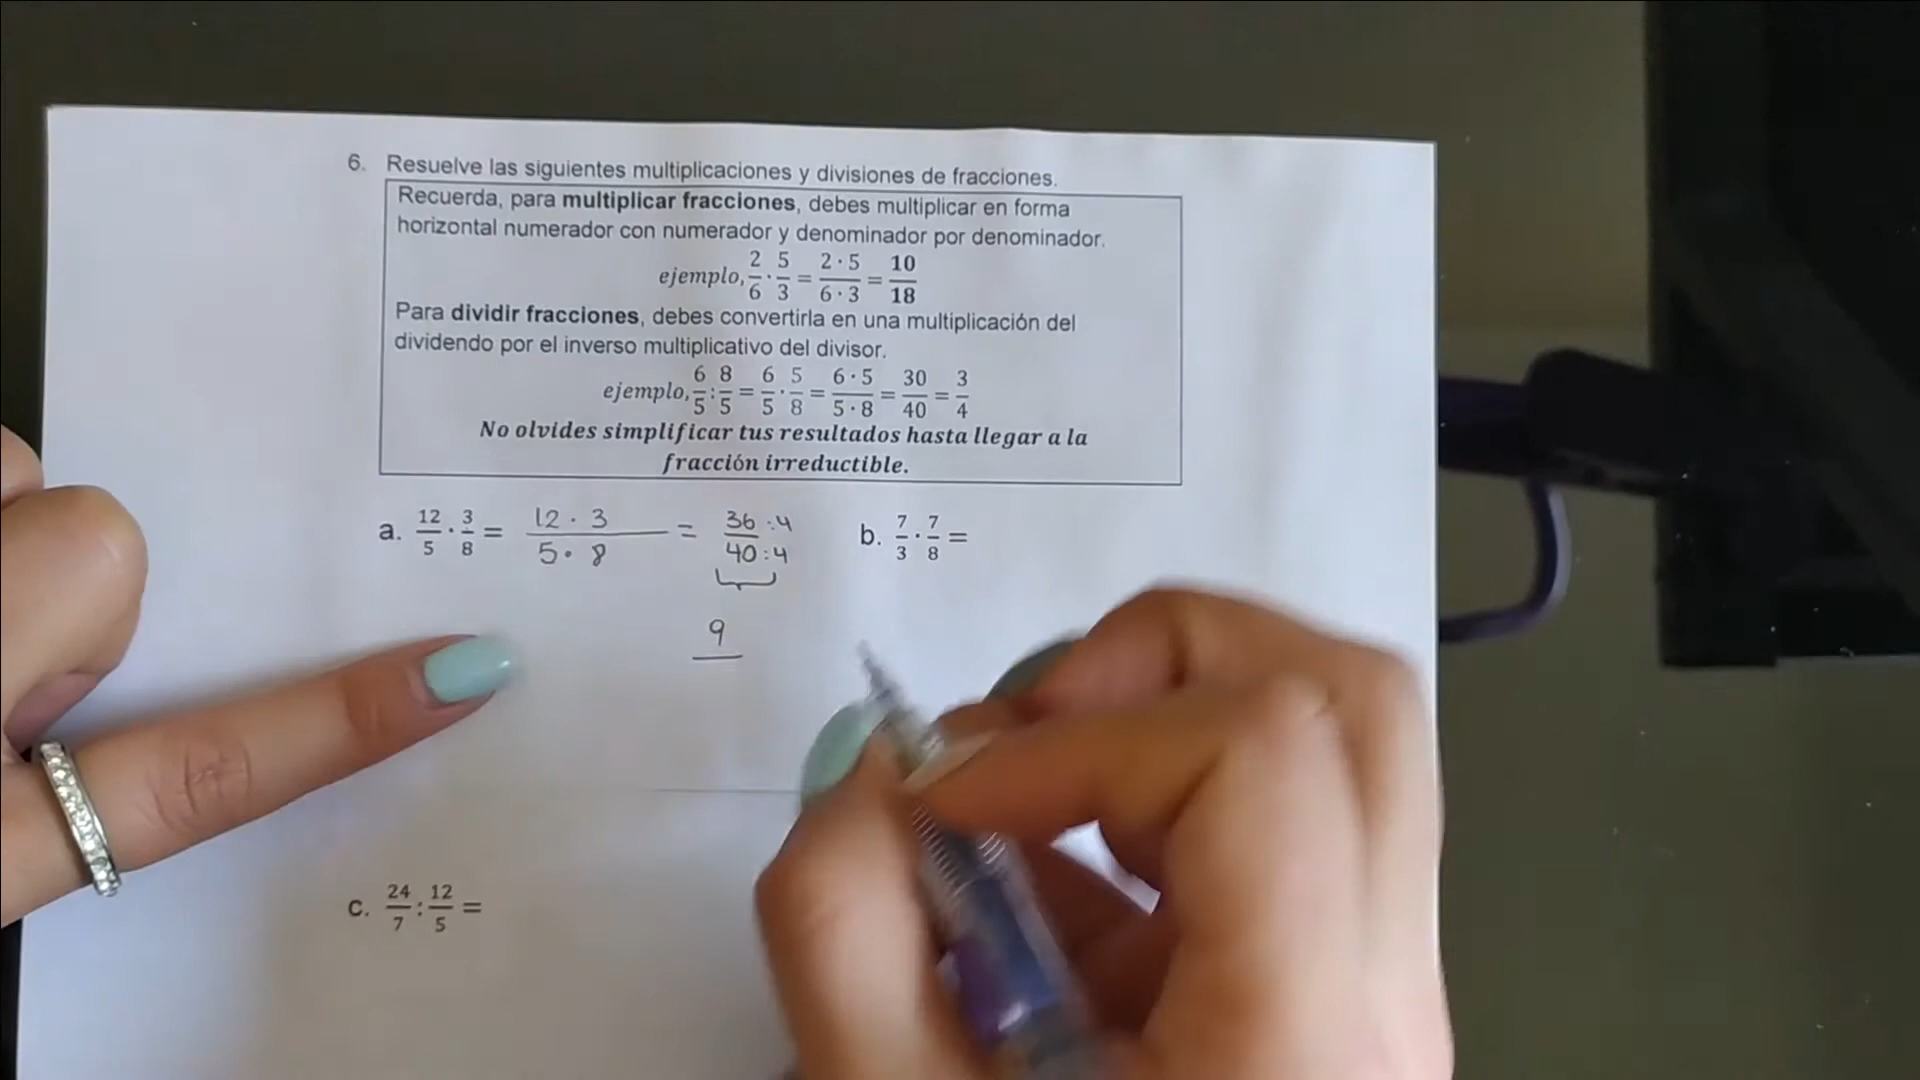 6. Resuelve las siguientes multiplicaciones y divisiones de fracciones.
Recuerda, para multiplicar fracciones, debes multiplicar en forma
horizontal numerador con numerador y denominador por denominador.
ejemplo, 2/6 · 5/3 = 2 · 5/6 · 3 = 10/18
Para dividir fracciones, debes convertirla en una multiplicación del
dividendo por el inverso multiplicativo del divisor.
ejemplo, 6/5 : 8/5 = 6/5 · 5/8 = 6 · 5/5 · 8 = 30/40 = 3/4
No olvides simplificar tus resultados hasta llegar a la
fracción irreductible.
a. 12/5 · 3/8 = 12 · 3/5 · 8 = 36 :4/40 :4
9
b. 7/3 · 7/8 =
c. 24/7 : 12/5 =